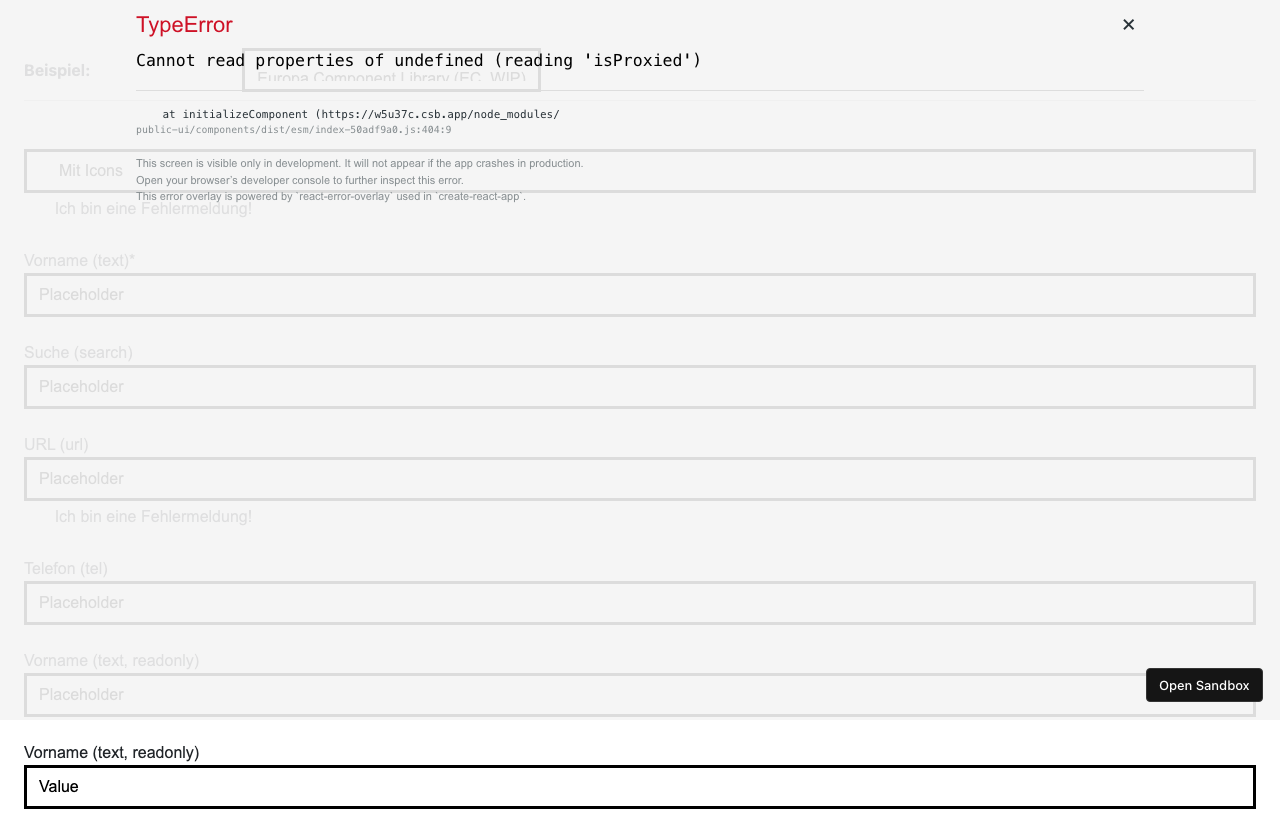 TypeError
Cannot read properties of undefined (reading 'isProxied')
Beispiel:
Europa Component Library (EC, WIP)
at initializeComponent (https://w5u37c.csb.app/node_modules/
public-ui/components/dist/esm/index-50adf9a0.js:404:9
This screen is visible only in development. It will not appear if the app crashes in production.
Mit Icons
Open your browser's developer console to further inspect this error.
This error overlay is powered by `react-error-overlay` used in `create-react-app`.
Ich bin eine Fehlermeldung!
Vorname (text)*
Placeholder
Suche (search)
Placeholder
URL (url)
Placeholder
Ich bin eine Fehlermeldung!
Telefon (tel)
Placeholder
Vorname (text, readonly)
Placeholder
Open Sandbox
Vorname (text, readonly)
Value